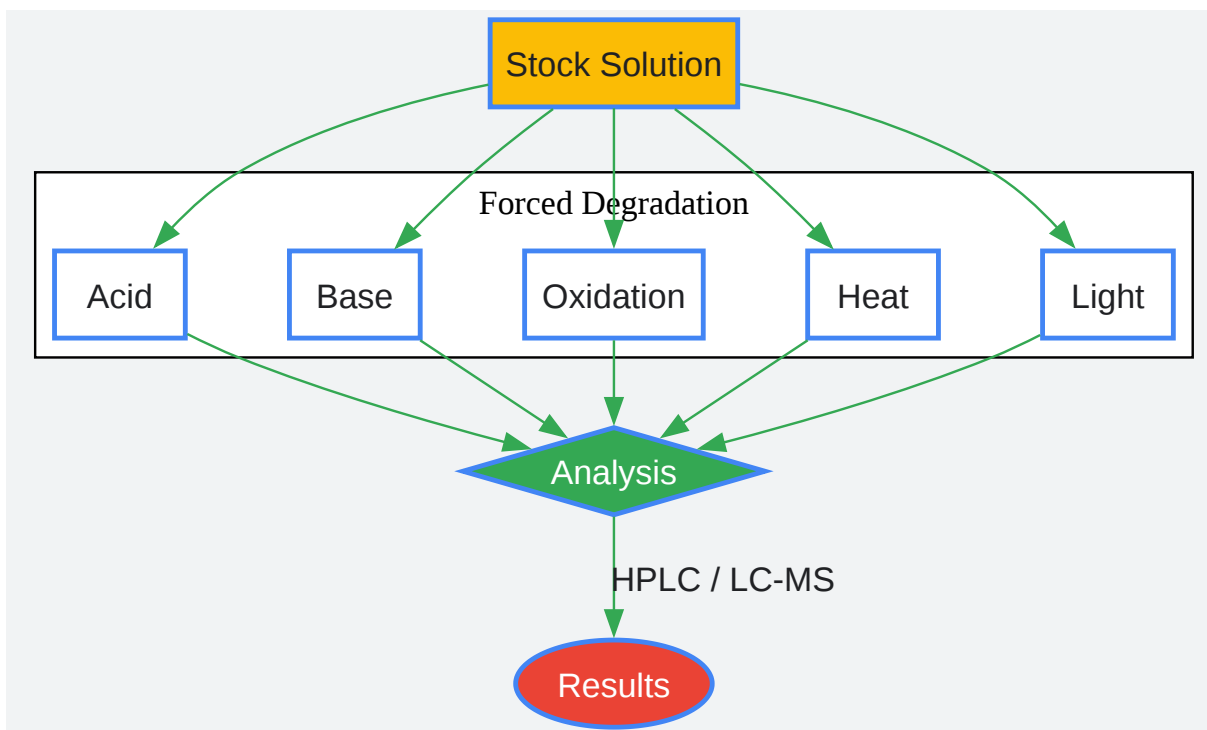 Stock Solution
Forced Degradation
Acid
Base
Oxidation
Heat
Light
Analysis
HPLC / LC-MS
Results